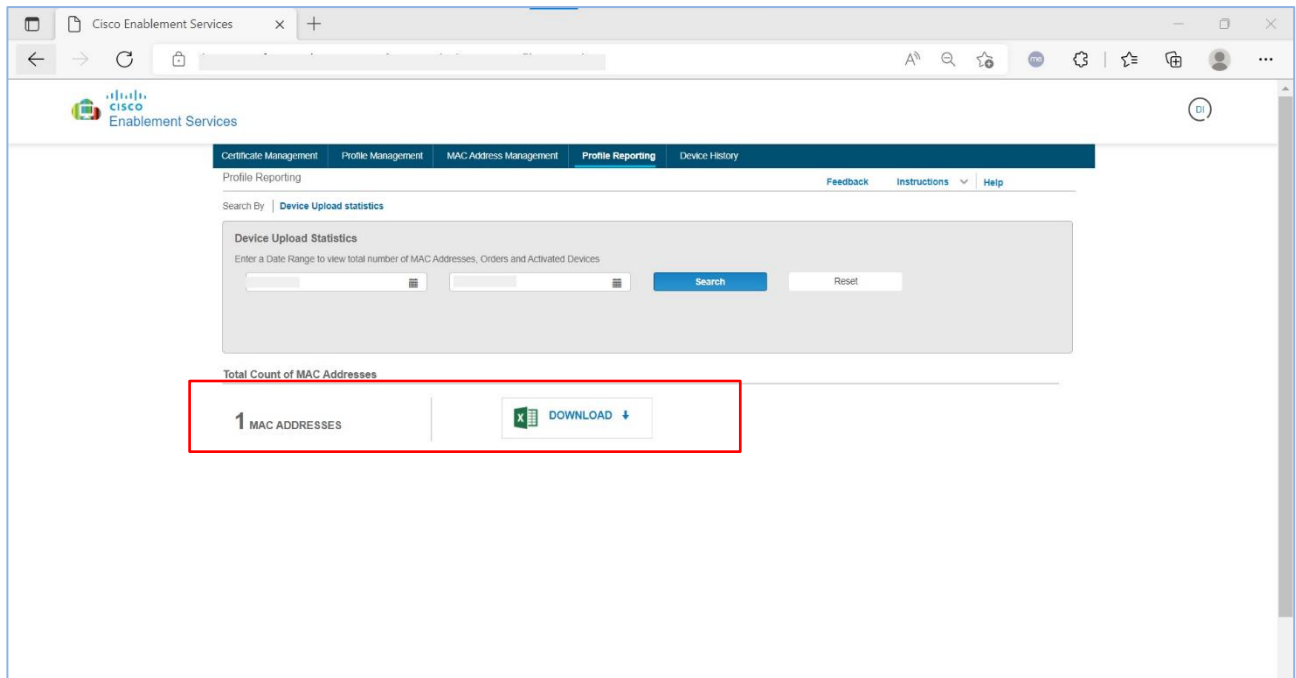 Cisco Enablement Services
CISCO
Enablement Services
DI
Certificate Management Profile Management MAC Address Management Profile Reporting Device History
Profile Reporting
Feedback Instructions Help
Search By Device Upload statistics
Device Upload Statistics
Enter a Date Range to view total number of MAC Addresses, Orders and Activated Devices
Search Reset
Total Count of MAC Addresses
1 MAC ADDRESSES
DOWNLOAD